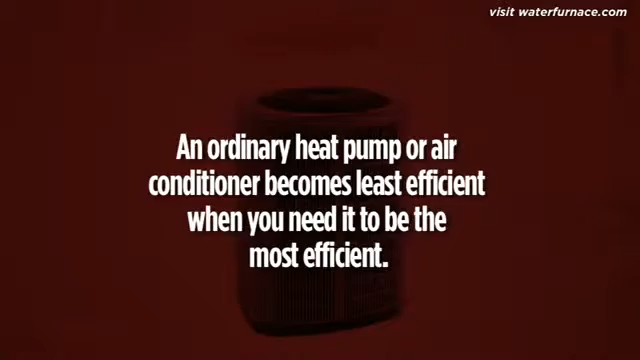 visit waterfurnace.com
An ordinary heat pump or air
conditioner becomes least efficient
when you need it to be the
most efficient.